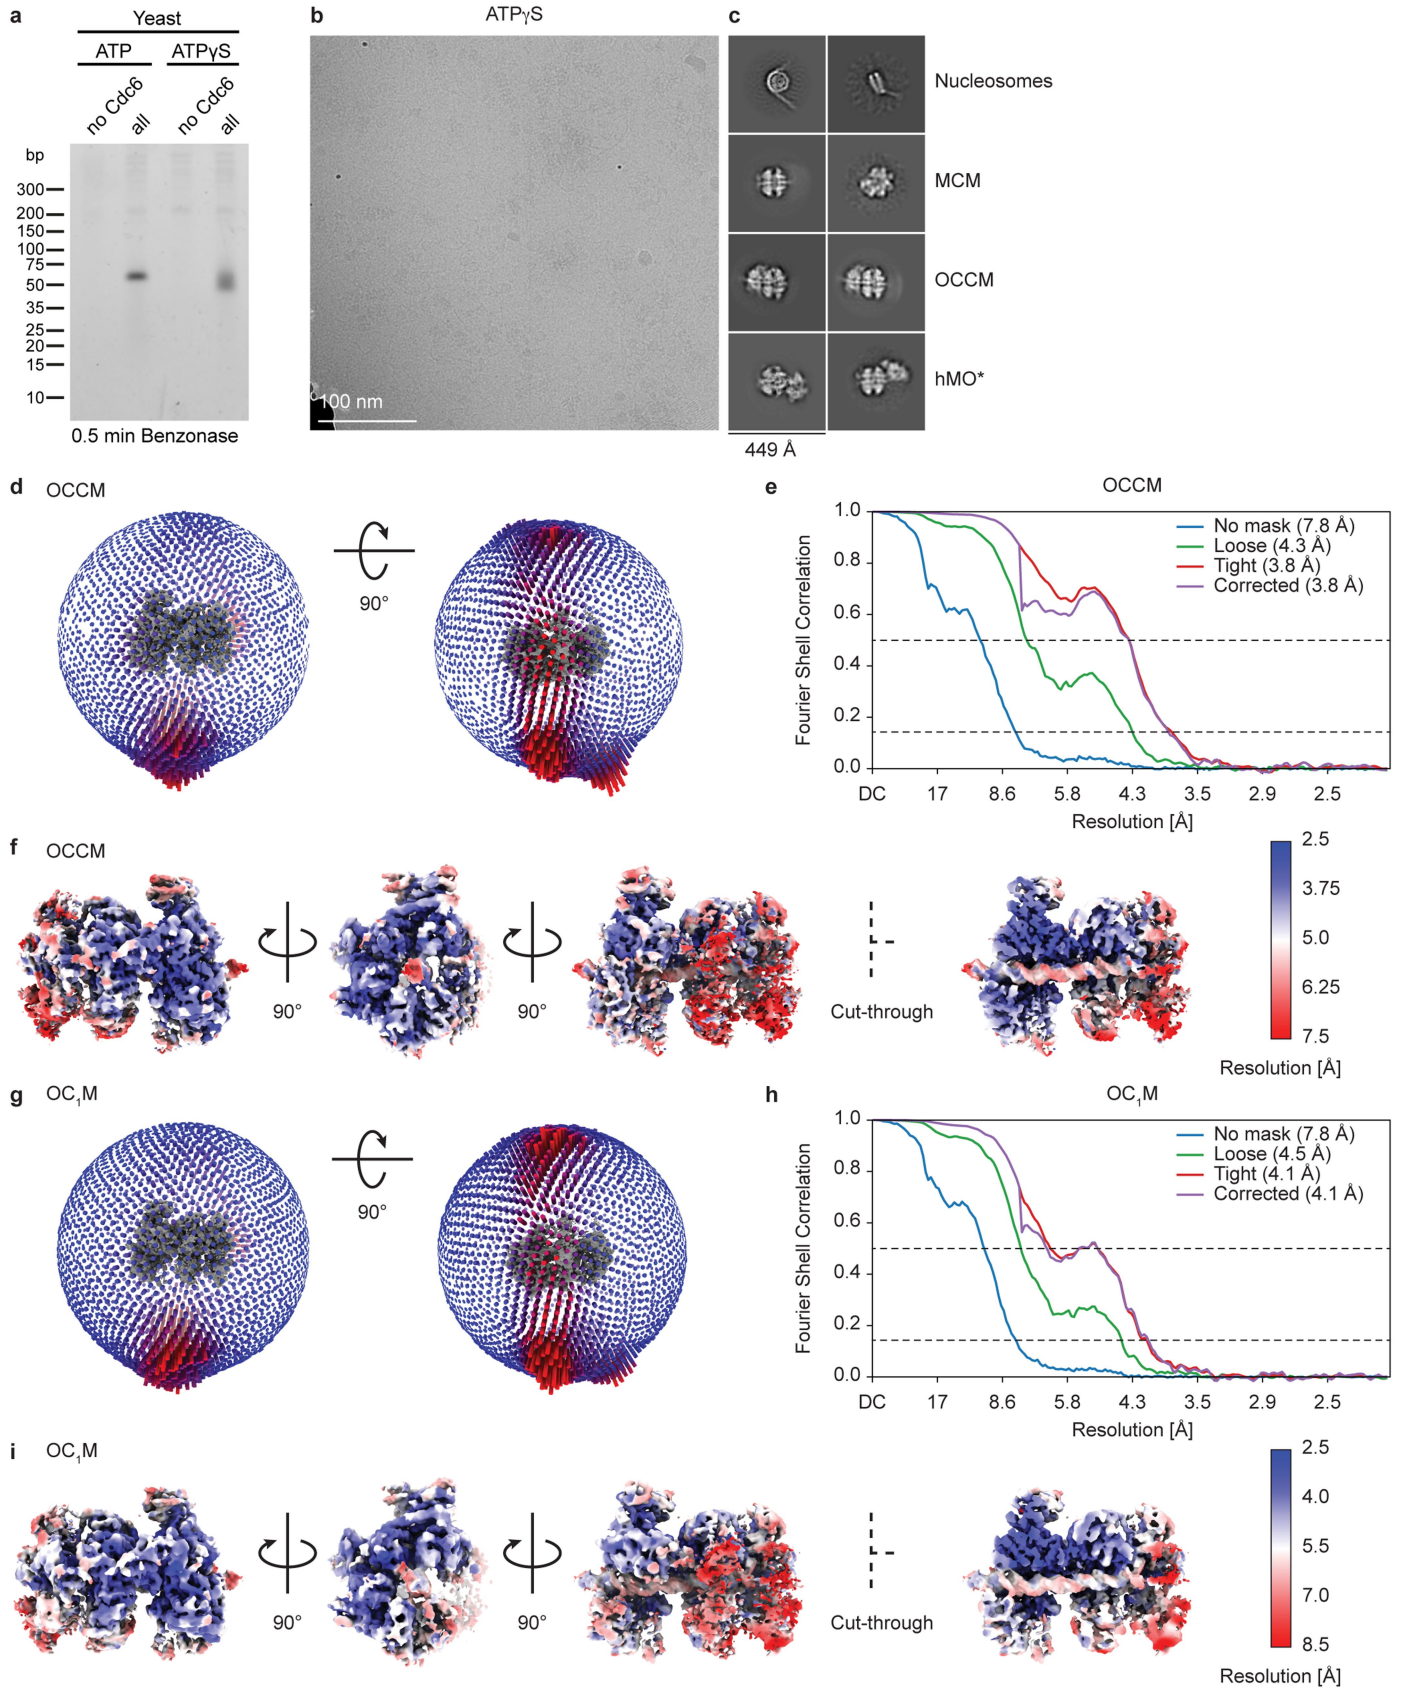 a
Yeast
ATP ATPγS
no Cdc6 all no Cdc6 all
bp
300
200
150
100
75
50
35
25
20
15
10
0.5 min Benzonase
b
ATPγS
100 nm
c
Nucleosomes
MCM
OCCM
hMO*
449 Å
d OCCM
90°
e
OCCM
Fourier Shell Correlation
1.0
0.8
0.6
0.4
0.2
0.0
No mask (7.8 Å)
Loose (4.3 Å)
Tight (3.8 Å)
Corrected (3.8 Å)
DC 17 8.6 5.8 4.3 3.5 2.9 2.5
Resolution [Å]
f OCCM
90°
90°
Cut-through
2.5
3.75
5.0
6.25
7.5
Resolution [Å]
g OC₁M
90°
h
OC₁M
Fourier Shell Correlation
1.0
0.8
0.6
0.4
0.2
0.0
No mask (7.8 Å)
Loose (4.5 Å)
Tight (4.1 Å)
Corrected (4.1 Å)
DC 17 8.6 5.8 4.3 3.5 2.9 2.5
Resolution [Å]
i OC₁M
90°
90°
Cut-through
2.5
4.0
5.5
7.0
8.5
Resolution [Å]